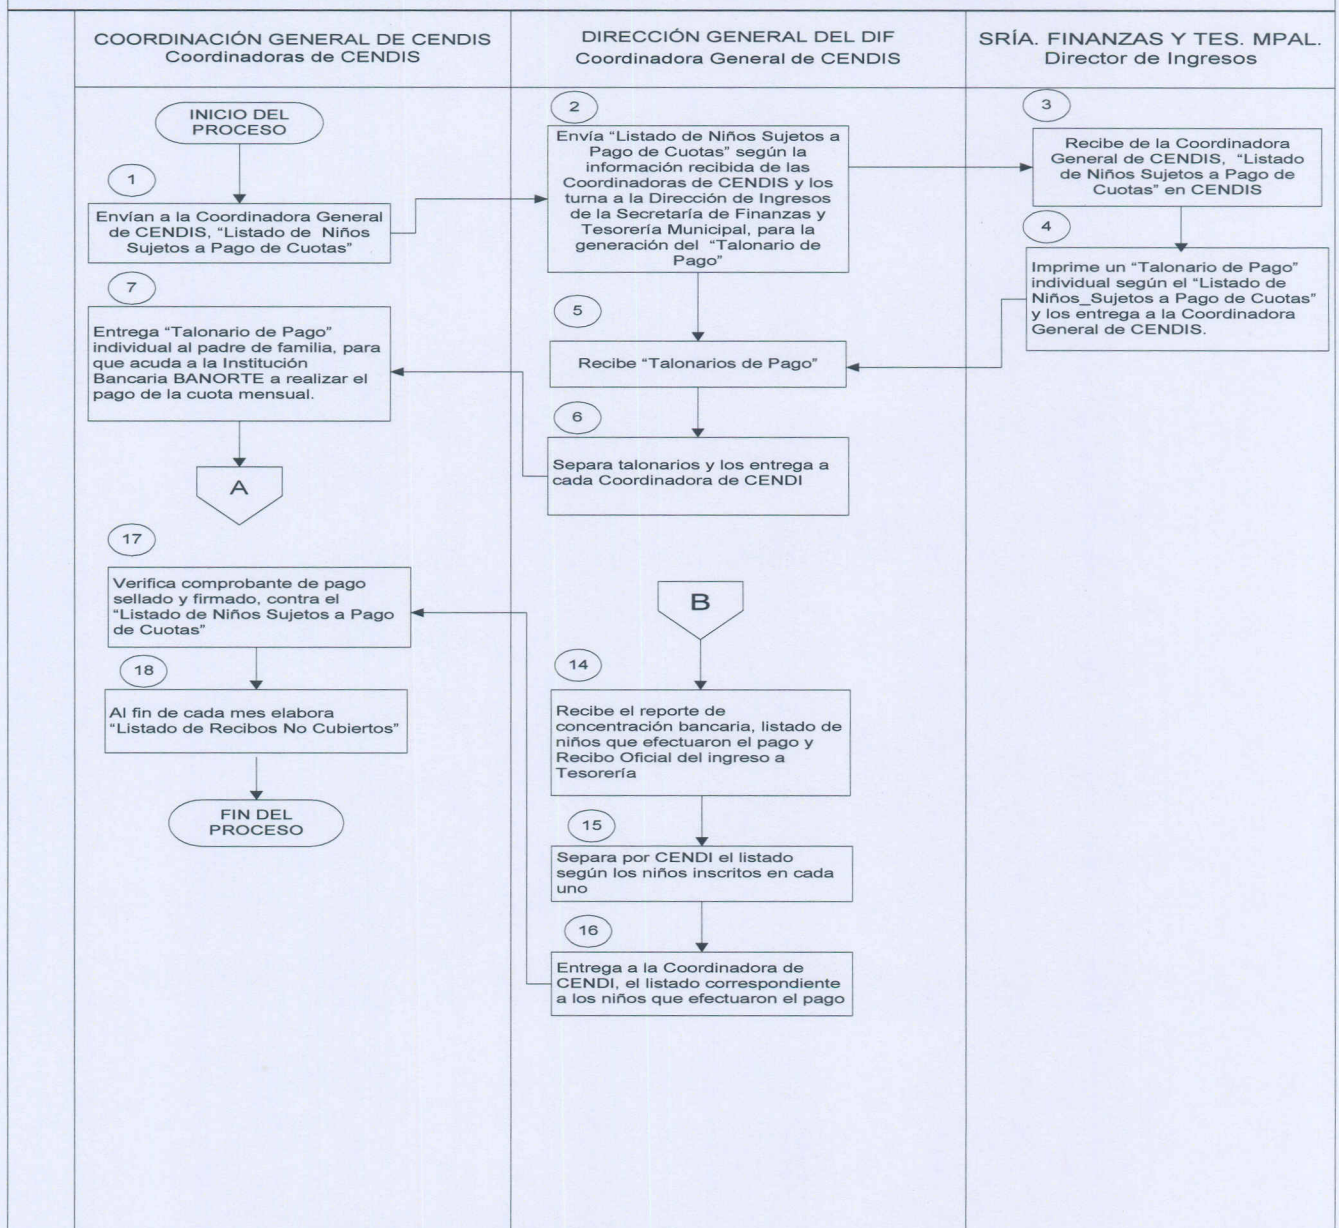 COORDINACIÓN GENERAL DE CENDIS
Coordinadoras de CENDIS
DIRECCIÓN GENERAL DEL DIF
Coordinadora General de CENDIS
SRÍA. FINANZAS Y TES. MPAL.
Director de Ingresos
INICIO DEL
PROCESO
1
Envían a la Coordinadora General
de CENDIS, “Listado de Niños
Sujetos a Pago de Cuotas”
2
Envía “Listado de Niños Sujetos a
Pago de Cuotas” según la
información recibida de las
Coordinadoras de CENDIS y los
turna a la Dirección de Ingresos
de la Secretaría de Finanzas y
Tesorería Municipal, para la
generación del “Talonario de
Pago”
3
Recibe de la Coordinadora
General de CENDIS, “Listado
de Niños Sujetos a Pago de
Cuotas” en CENDIS
4
Imprime un “Talonario de Pago”
individual según el “Listado de
Niños_Sujetos a Pago de Cuotas”
y los entrega a la Coordinadora
General de CENDIS.
5
Recibe “Talonarios de Pago”
6
Separa talonarios y los entrega a
cada Coordinadora de CENDI
7
Entrega “Talonario de Pago”
individual al padre de familia, para
que acuda a la Institución
Bancaria BANORTE a realizar el
pago de la cuota mensual.
A
B
14
Recibe el reporte de
concentración bancaria, listado de
niños que efectuaron el pago y
Recibo Oficial del ingreso a
Tesorería
15
Separa por CENDI el listado
según los niños inscritos en cada
uno
16
Entrega a la Coordinadora de
CENDI, el listado correspondiente
a los niños que efectuaron el pago
17
Verifica comprobante de pago
sellado y firmado, contra el
“Listado de Niños Sujetos a Pago
de Cuotas”
18
Al fin de cada mes elabora
“Listado de Recibos No Cubiertos”
FIN DEL
PROCESO